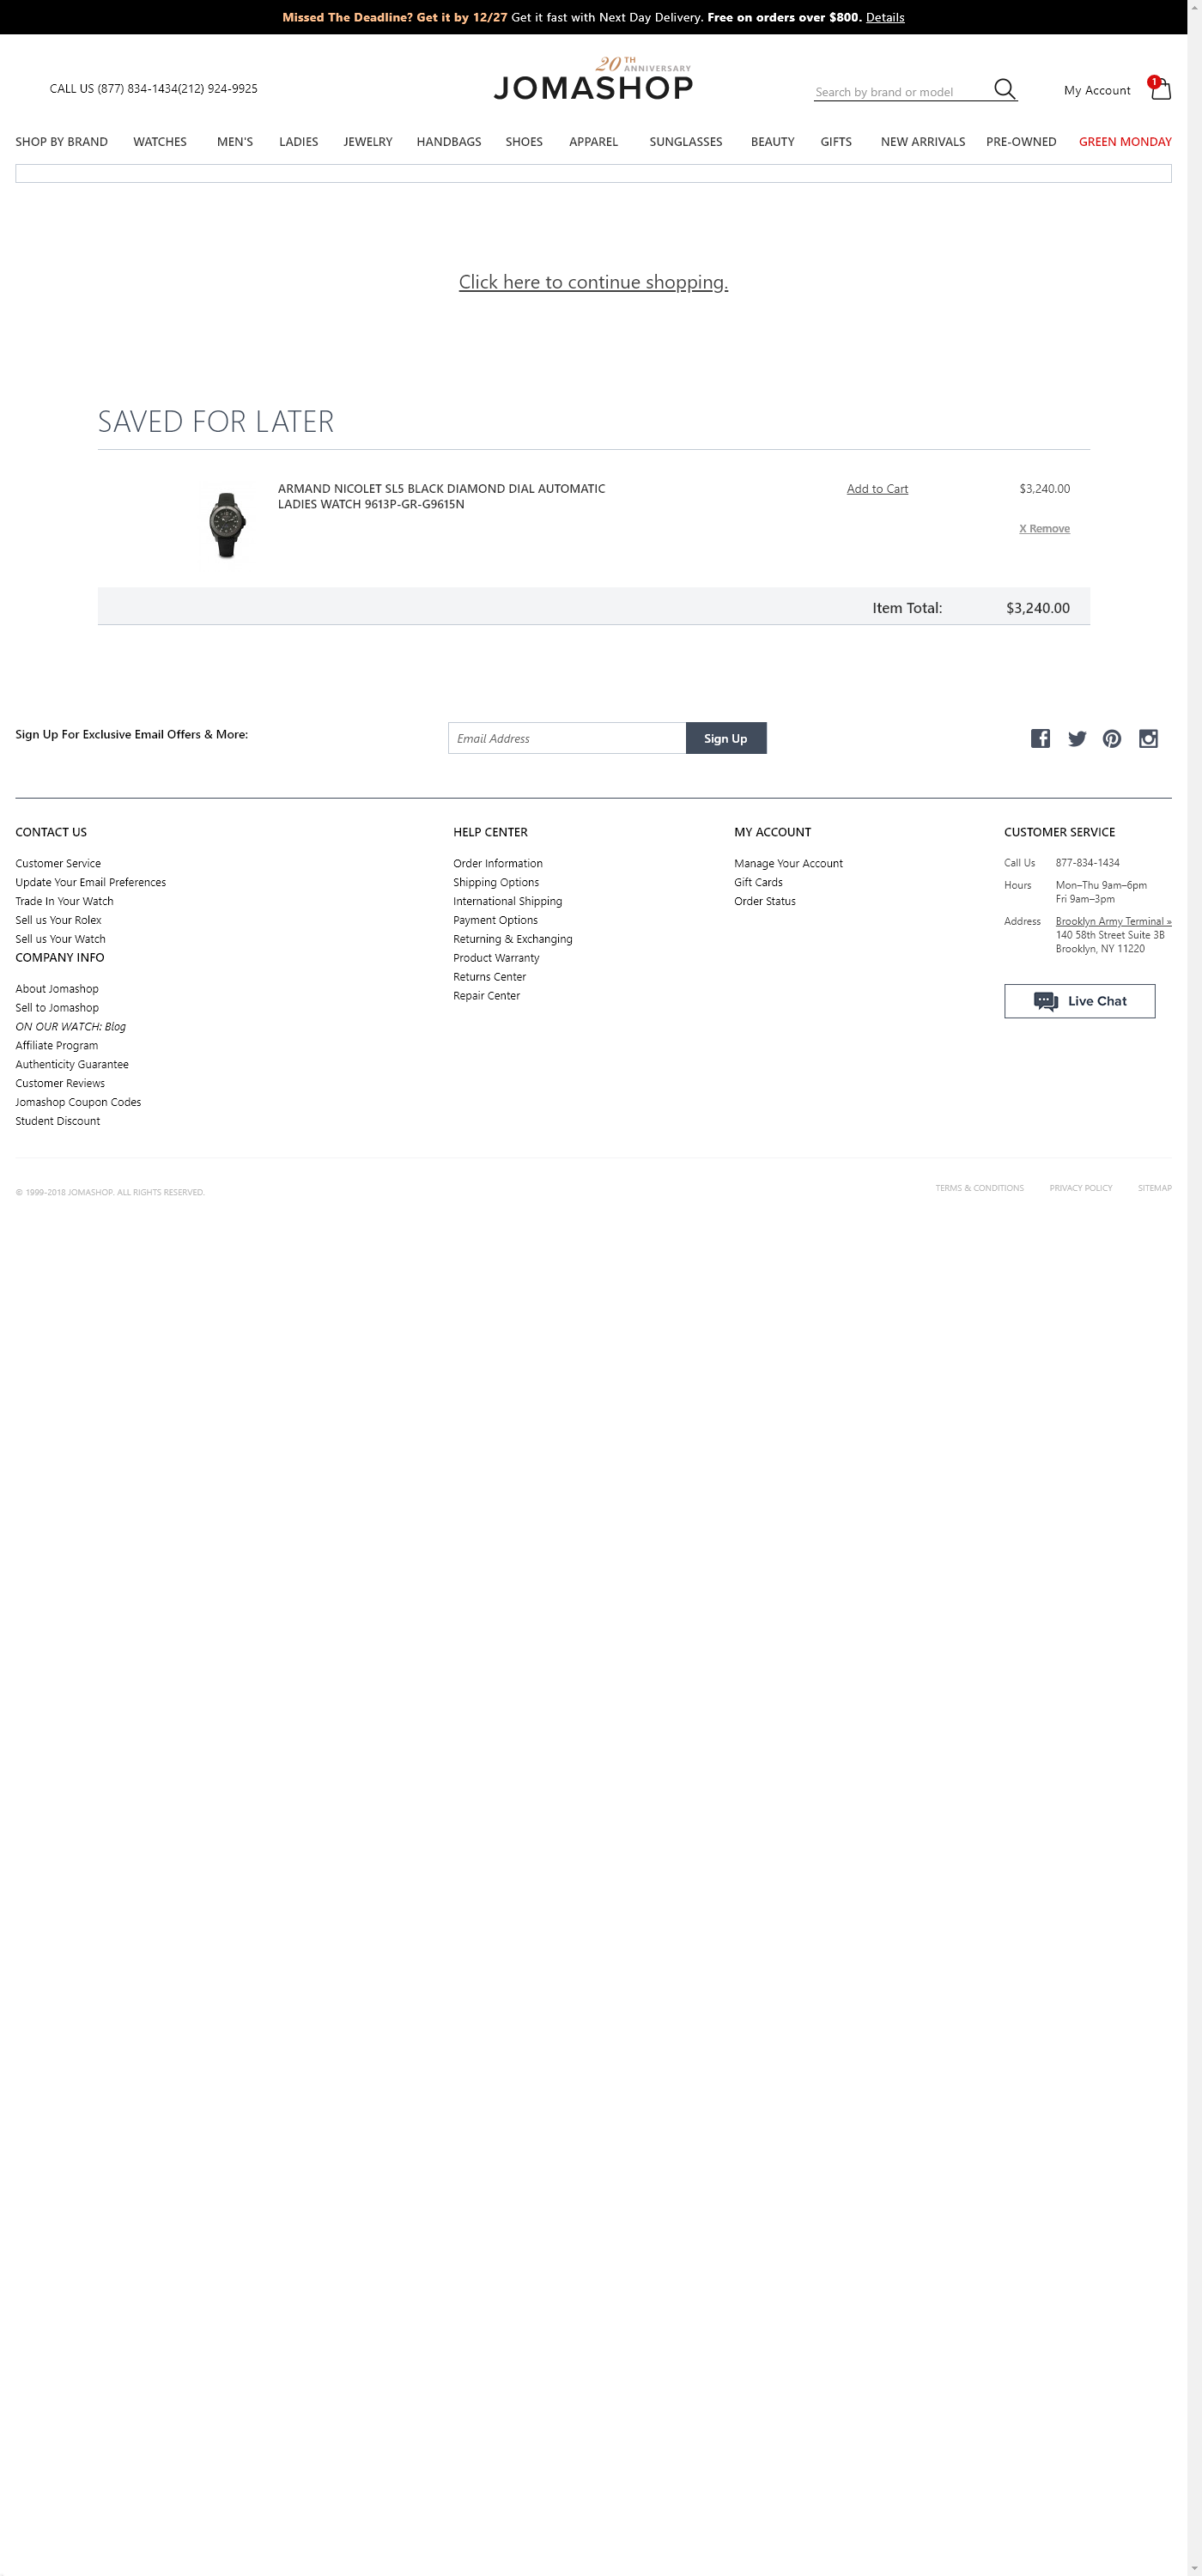 Missed The Deadline? Get it by 12/27 Get it fast with Next Day Delivery. Free on orders over $800. Details
CALL US (877) 834-1434(212) 924-9925
20TH ANNIVERSARY
JOMASHOP
Search by brand or model
My Account
1
SHOP BY BRAND WATCHES MEN'S LADIES JEWELRY HANDBAGS SHOES APPAREL SUNGLASSES BEAUTY GIFTS NEW ARRIVALS PRE-OWNED GREEN MONDAY
Click here to continue shopping.
SAVED FOR LATER
ARMAND NICOLET SL5 BLACK DIAMOND DIAL AUTOMATIC
LADIES WATCH 9613P-GR-G9615N
Add to Cart
$3,240.00
X Remove
Item Total: $3,240.00
Sign Up For Exclusive Email Offers & More:
Email Address
Sign Up
CONTACT US
Customer Service
Update Your Email Preferences
Trade In Your Watch
Sell us Your Rolex
Sell us Your Watch
COMPANY INFO
About Jomashop
Sell to Jomashop
ON OUR WATCH: Blog
Affiliate Program
Authenticity Guarantee
Customer Reviews
Jomashop Coupon Codes
Student Discount
HELP CENTER
Order Information
Shipping Options
International Shipping
Payment Options
Returning & Exchanging
Product Warranty
Returns Center
Repair Center
MY ACCOUNT
Manage Your Account
Gift Cards
Order Status
CUSTOMER SERVICE
Call Us 877-834-1434
Hours Mon–Thu 9am–6pm
Fri 9am–3pm
Address Brooklyn Army Terminal »
140 58th Street Suite 3B
Brooklyn, NY 11220
Live Chat
© 1999-2018 JOMASHOP. ALL RIGHTS RESERVED.
TERMS & CONDITIONS PRIVACY POLICY SITEMAP